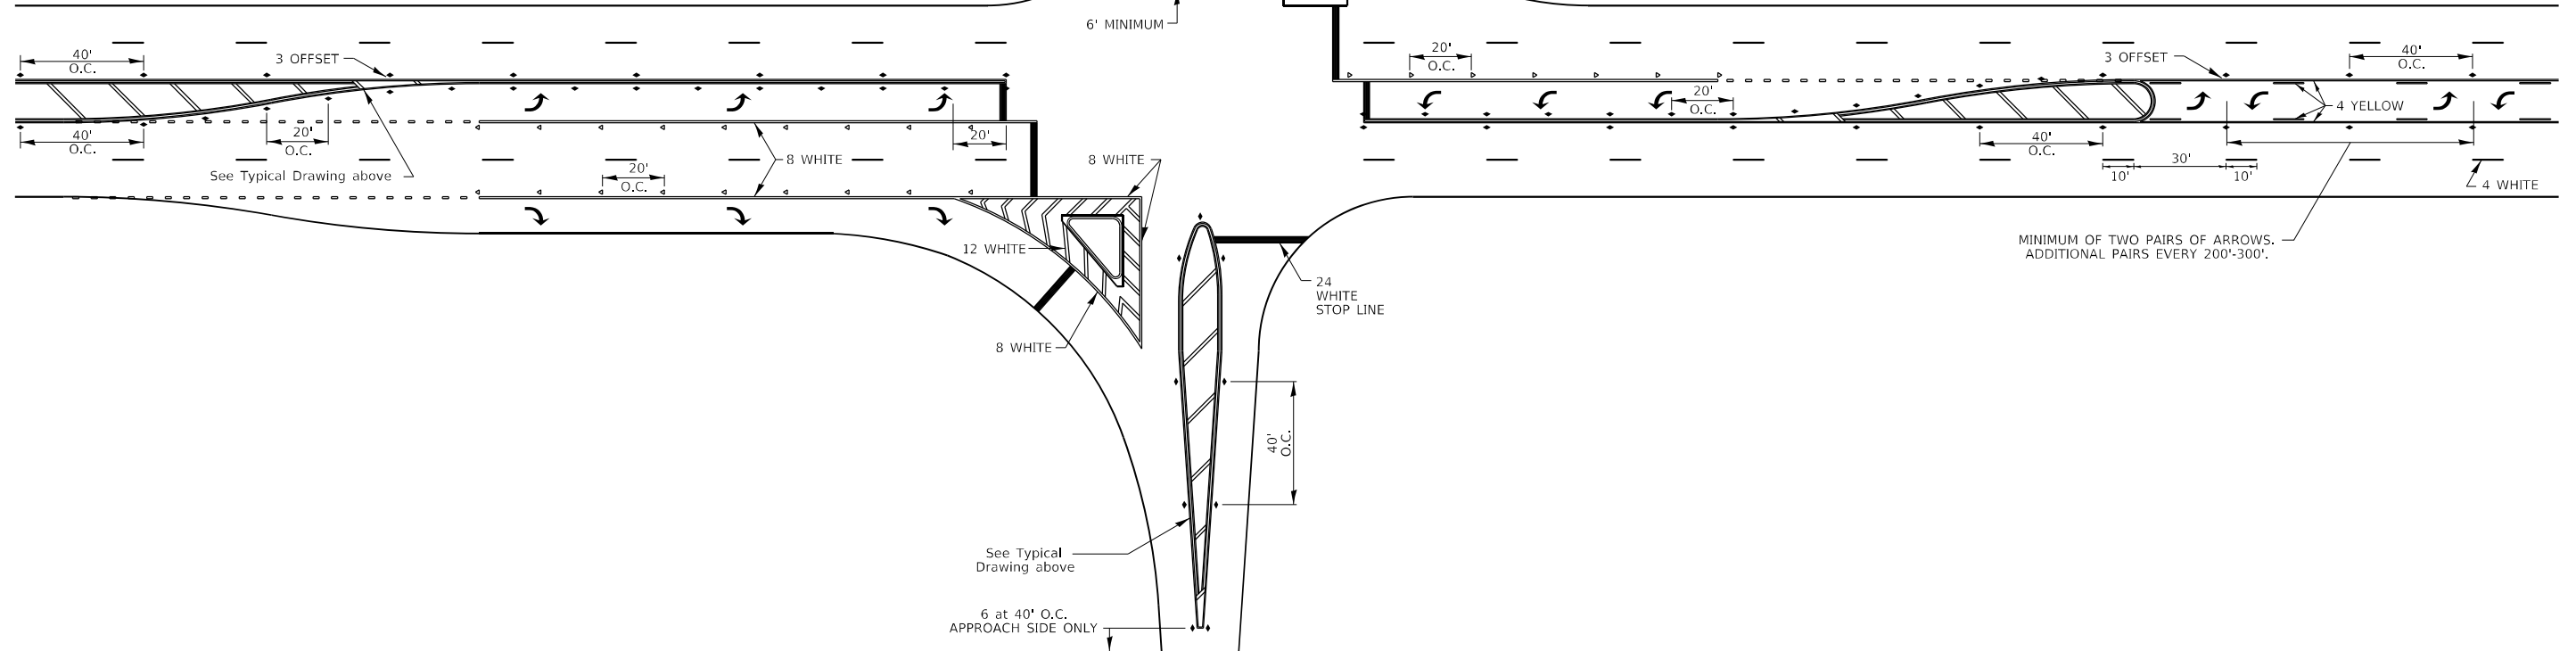 6' MINIMUM
40'
O.C.
3 OFFSET
20'
O.C.
3 OFFSET
40'
O.C.
40'
O.C.
20'
O.C.
See Typical Drawing above
20'
O.C.
8 WHITE
20'
8 WHITE
20'
O.C.
4 YELLOW
40'
O.C.
10'
30'
10'
4 WHITE
12 WHITE
8 WHITE
24
WHITE
STOP LINE
MINIMUM OF TWO PAIRS OF ARROWS.
ADDITIONAL PAIRS EVERY 200'-300'.
40'
O.C.
See Typical
Drawing above
6 at 40' O.C.
APPROACH SIDE ONLY